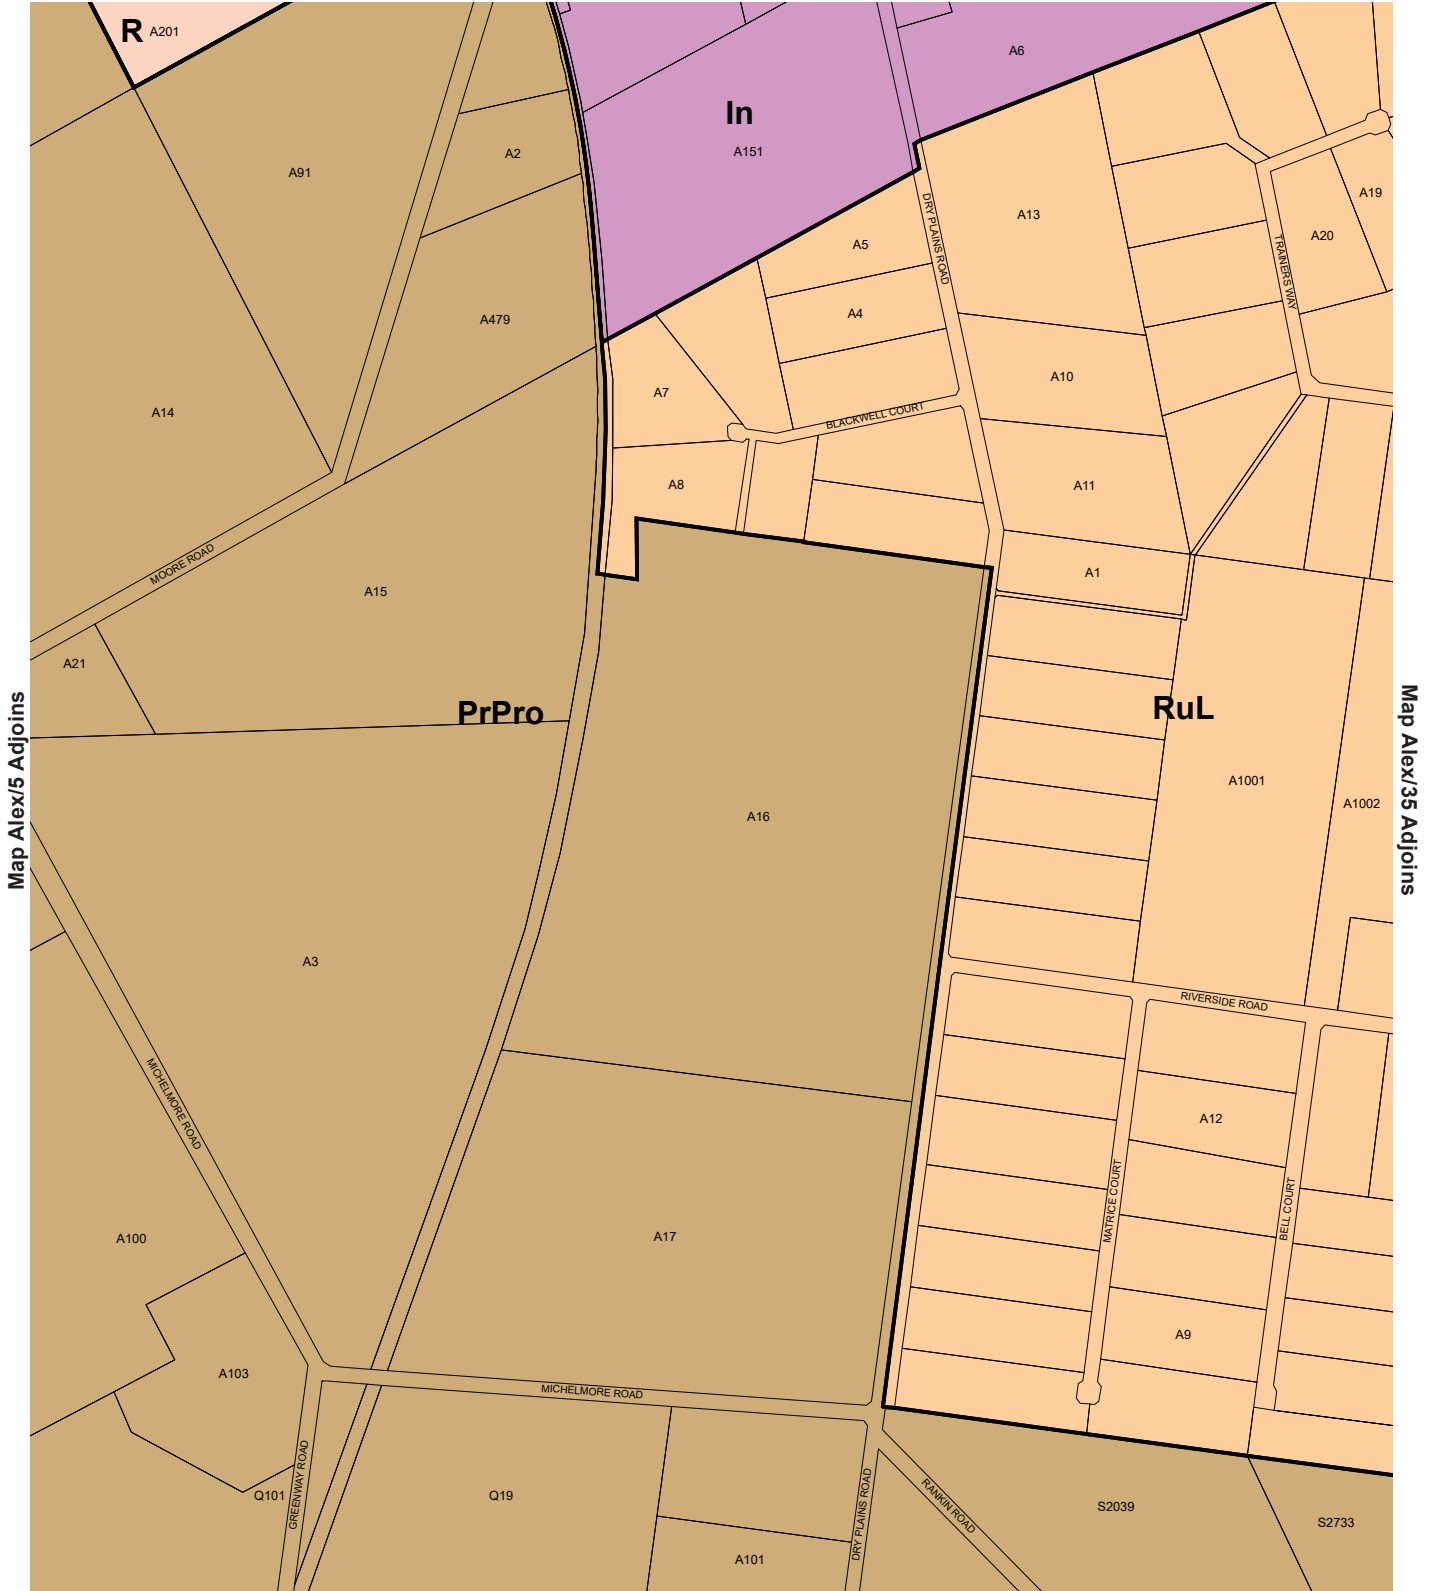 R
A201
A6
In
A151
A2
A91
A19
A13
A20
A5
DRY PLAINS ROAD
TRAINERS WAY
A4
A479
A10
A7
A14
BLACKWELL COURT
A8
A11
MOORE ROAD
A1
A15
A21
PrPro
RuL
Map Alex/5 Adjoins
Map Alex/35 Adjoins
A1001
A1002
A16
A3
RIVERSIDE ROAD
MICHELMORE ROAD
A12
MATRICE COURT
BELL COURT
A100
A17
A9
A103
MICHELMORE ROAD
GREENWAY ROAD
Q101
Q19
DRY PLAINS ROAD
RANKIN ROAD
S2039
S2733
A101